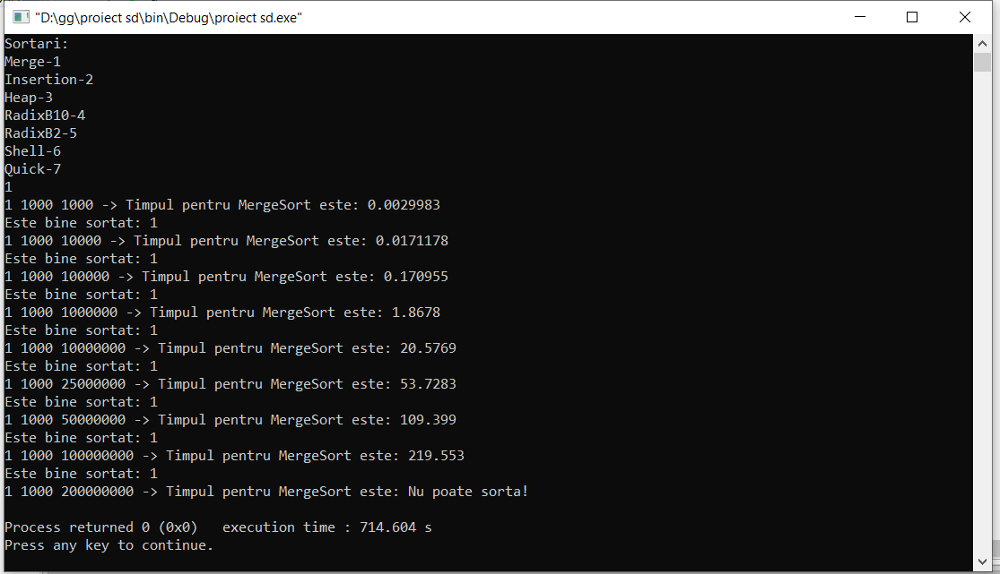 "D:\gg\proiect sd\bin\Debug\proiect sd.exe"
Sortari:
Merge-1
Insertion-2
Heap-3
RadixB10-4
RadixB2-5
Shell-6
Quick-7
1
1 1000 1000 -> Timpul pentru MergeSort este: 0.0029983
Este bine sortat: 1
1 1000 10000 -> Timpul pentru MergeSort este: 0.0171178
Este bine sortat: 1
1 1000 100000 -> Timpul pentru MergeSort este: 0.170955
Este bine sortat: 1
1 1000 1000000 -> Timpul pentru MergeSort este: 1.8678
Este bine sortat: 1
1 1000 10000000 -> Timpul pentru MergeSort este: 20.5769
Este bine sortat: 1
1 1000 25000000 -> Timpul pentru MergeSort este: 53.7283
Este bine sortat: 1
1 1000 50000000 -> Timpul pentru MergeSort este: 109.399
Este bine sortat: 1
1 1000 100000000 -> Timpul pentru MergeSort este: 219.553
Este bine sortat: 1
1 1000 200000000 -> Timpul pentru MergeSort este: Nu poate sorta!
Process returned 0 (0x0)   execution time : 714.604 s
Press any key to continue.